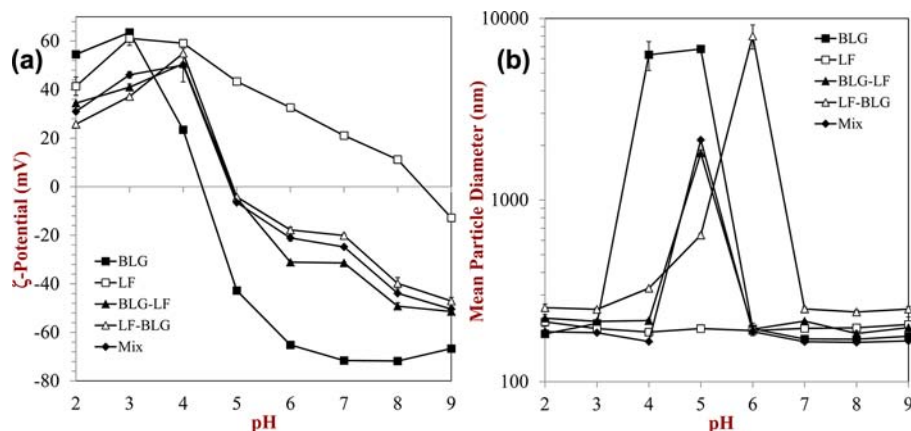 (a)
ζ-Potential (mV)
60
40
20
0
-20
-40
-60
-80
BLG
LF
BLG-LF
LF-BLG
Mix
2 3 4 5 6 7 8 9
pH
(b)
Mean Particle Diameter (nm)
10000
1000
100
BLG
LF
BLG-LF
LF-BLG
Mix
2 3 4 5 6 7 8 9
pH